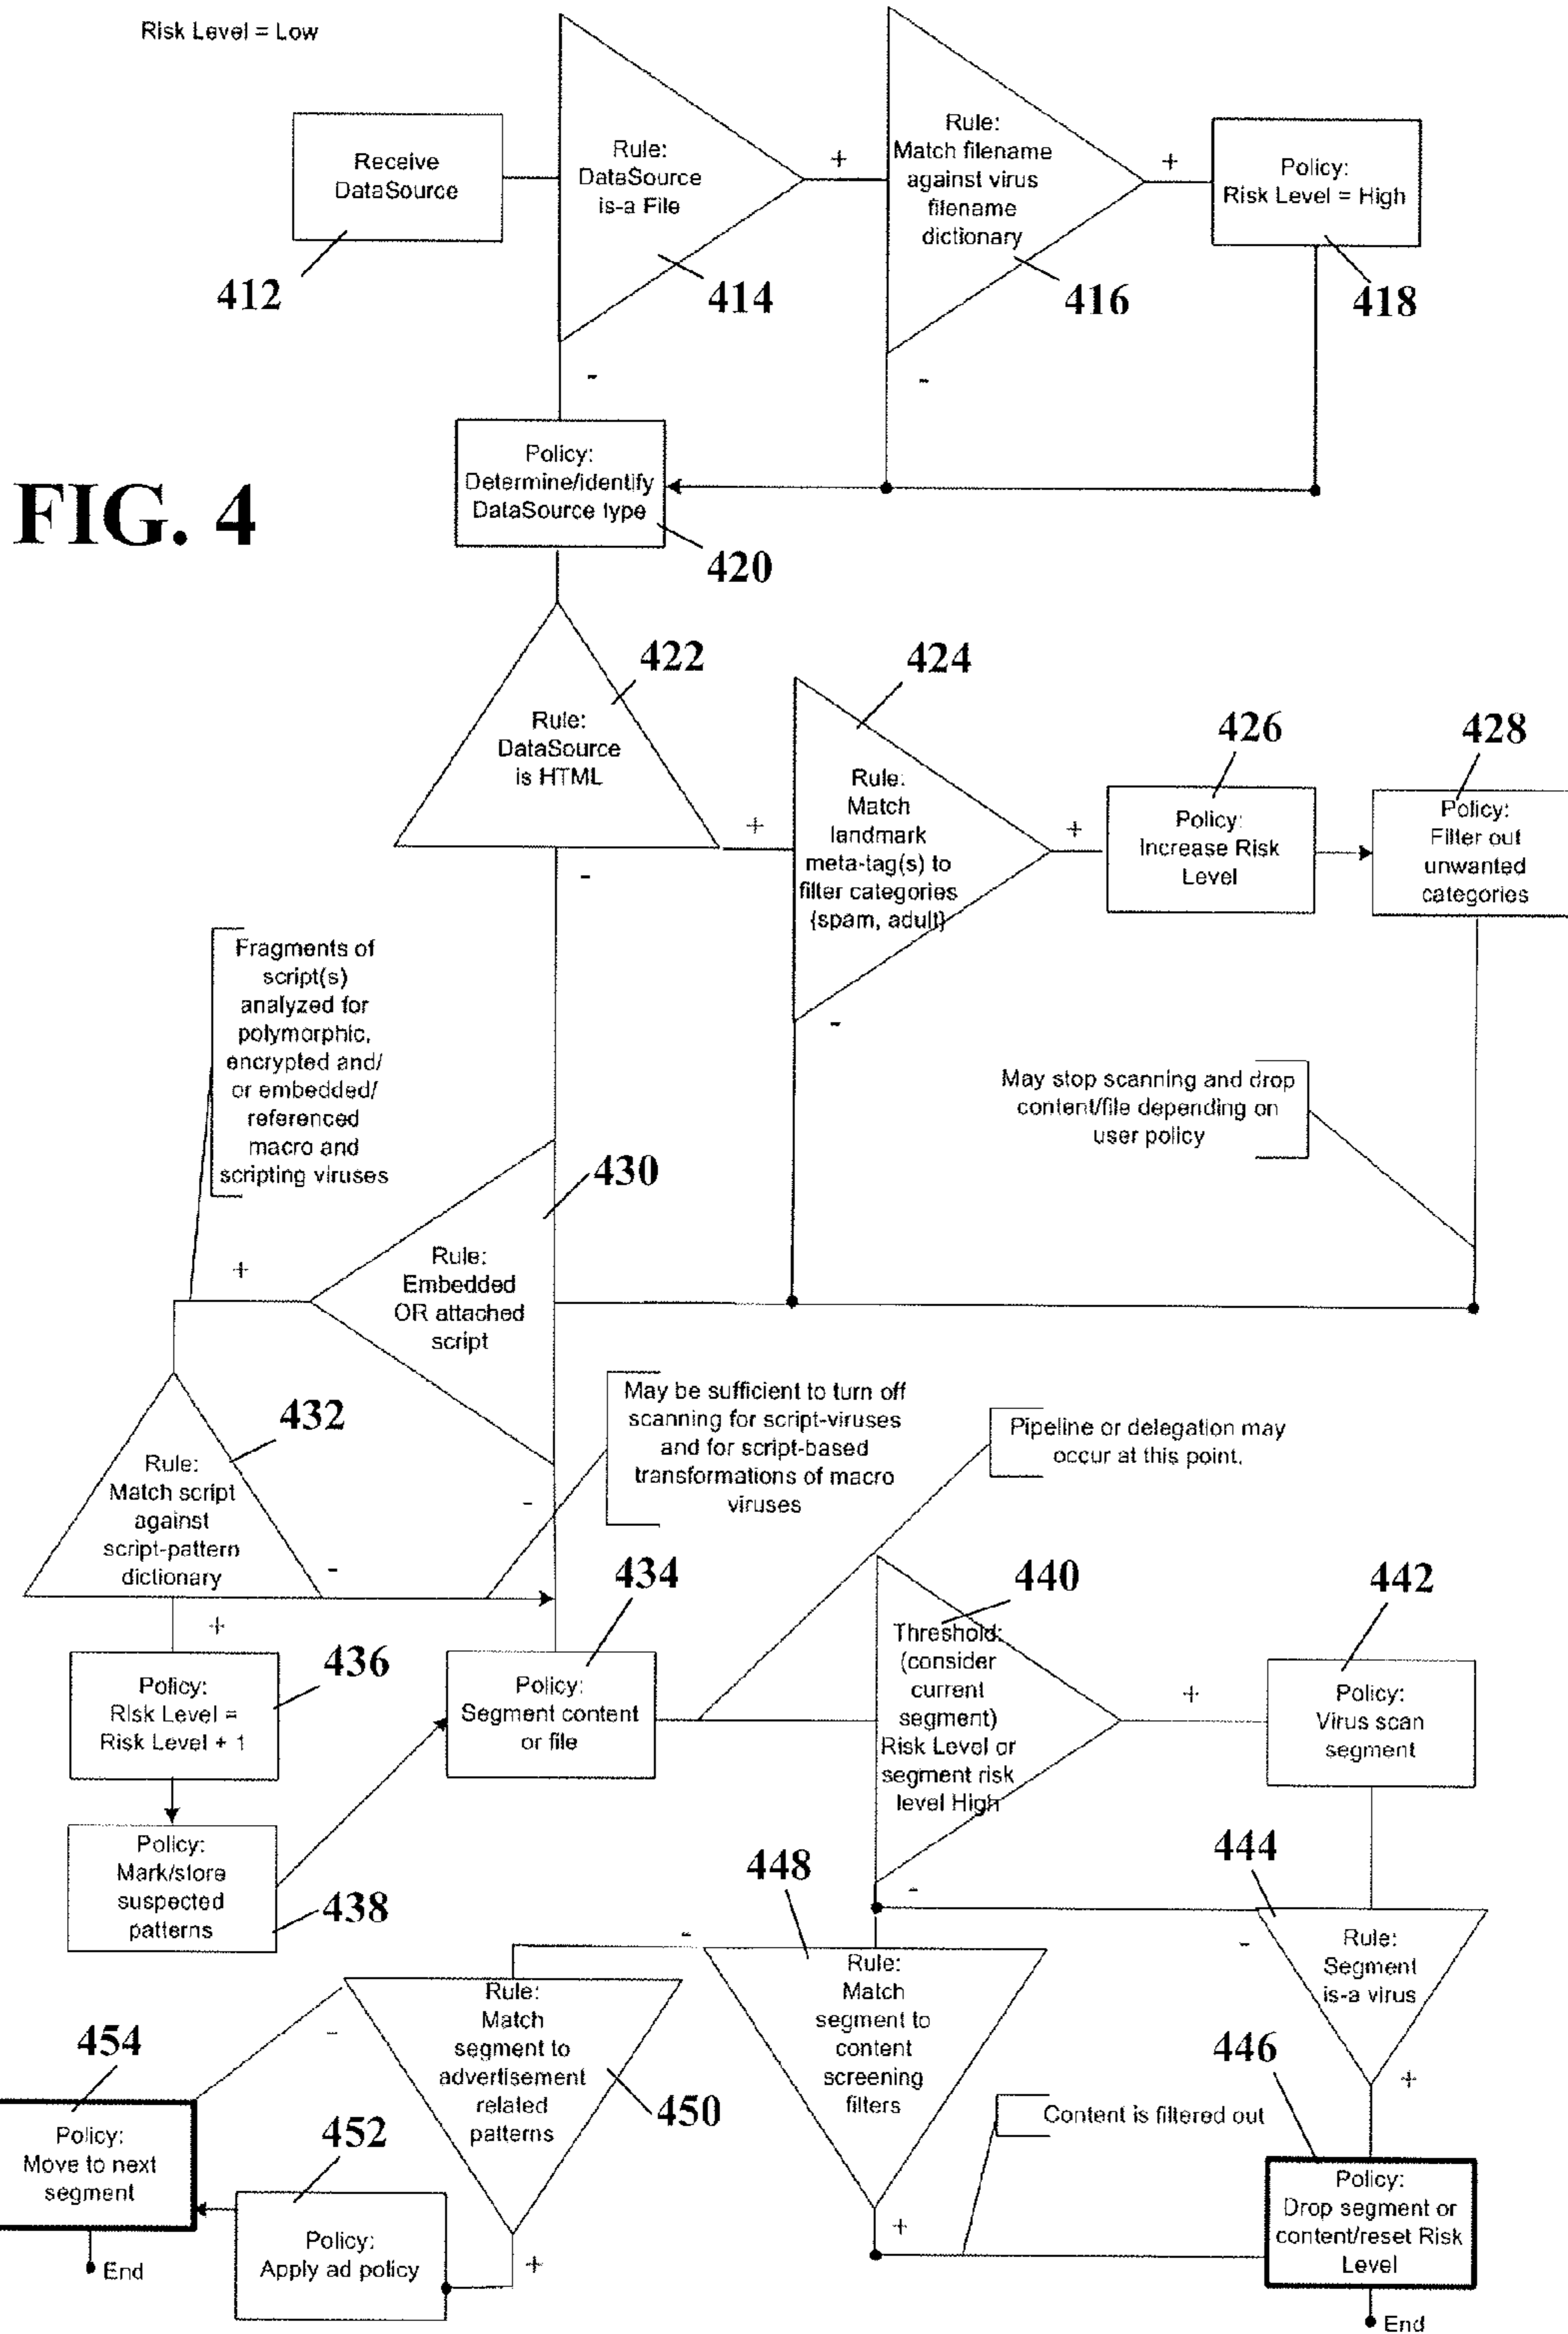 Risk Level = Low
Receive
DataSource
412
Rule:
DataSource
is-a File
414
+
Rule:
Match filename
against virus
filename
dictionary
416
+
Policy:
Risk Level = High
418
-
-
FIG. 4
Policy:
Determine/identify
DataSource type
420
422
Rule:
DataSource
is HTML
+
-
424
Rule:
Match
landmark
meta-tag(s) to
filter categories
{spam, adult}
+
-
426
Policy:
Increase Risk
Level
428
Policy:
Filter out
unwanted
categories
Fragments of
script(s)
analyzed for
polymorphic,
encrypted and/
or embedded/
referenced
macro and
scripting viruses
May stop scanning and drop
content/file depending on
user policy
430
Rule:
Embedded
OR attached
script
+
-
432
Rule:
Match script
against
script-pattern
dictionary
-
+
May be sufficient to turn off
scanning for script-viruses
and for script-based
transformations of macro
viruses
Pipeline or delegation may
occur at this point.
436
Policy:
Risk Level =
Risk Level + 1
434
Policy:
Segment content
or file
440
Threshold:
(consider
current
segment)
Risk Level or
segment risk
level High
+
-
442
Policy:
Virus scan
segment
Policy:
Mark/store
suspected
patterns
438
444
Rule:
Segment
is-a virus
-
+
448
Rule:
Match
segment to
content
screening
filters
-
+
Rule:
Match
segment to
advertisement
related
patterns
450
-
+
454
Policy:
Move to next
segment
End
452
Policy:
Apply ad policy
Content is filtered out
446
Policy:
Drop segment or
content/reset Risk
Level
End